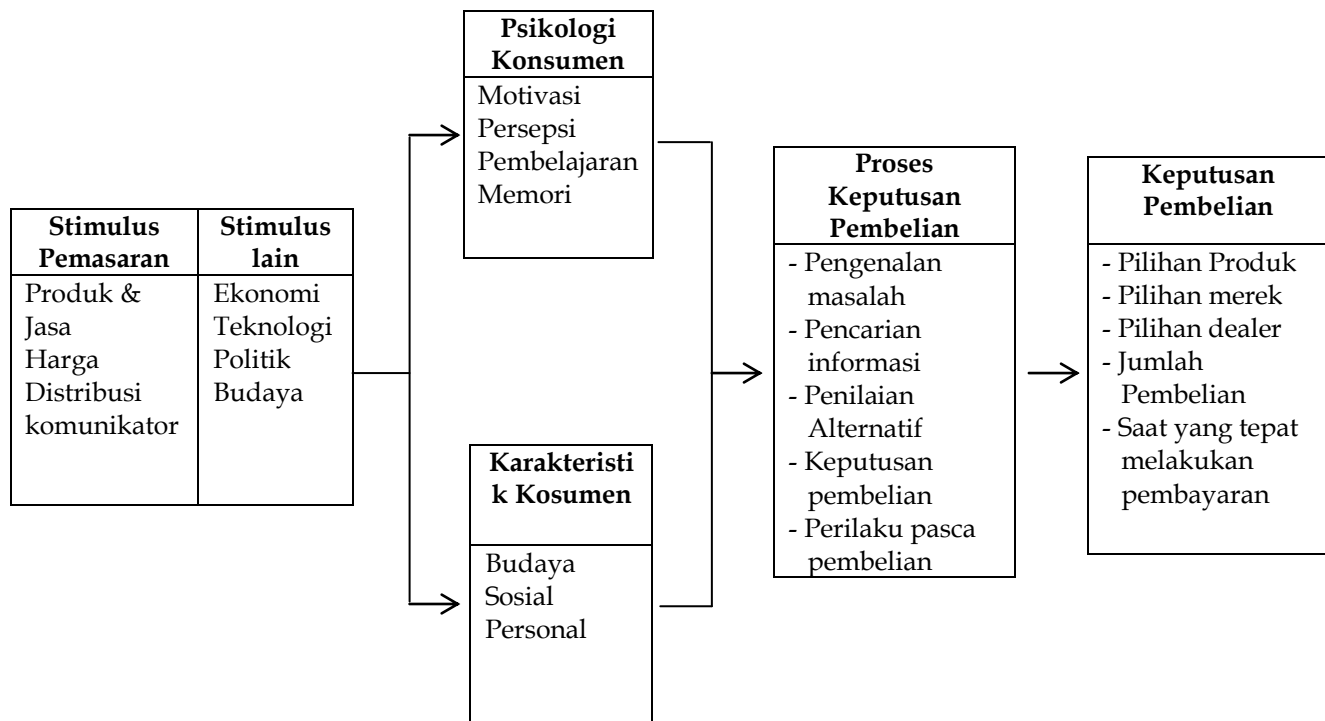 Stimulus
Pemasaran
Produk &
Jasa
Harga
Distribusi
komunikator
Stimulus
lain
Ekonomi
Teknologi
Politik
Budaya
Psikologi
Konsumen
Motivasi
Persepsi
Pembelajaran
Memori
Karakteristi
k Kosumen
Budaya
Sosial
Personal
Proses
Keputusan
Pembelian
- Pengenalan
masalah
- Pencarian
informasi
- Penilaian
Alternatif
- Keputusan
pembelian
- Perilaku pasca
pembelian
Keputusan
Pembelian
- Pilihan Produk
- Pilihan merek
- Pilihan dealer
- Jumlah
Pembelian
- Saat yang tepat
melakukan
pembayaran